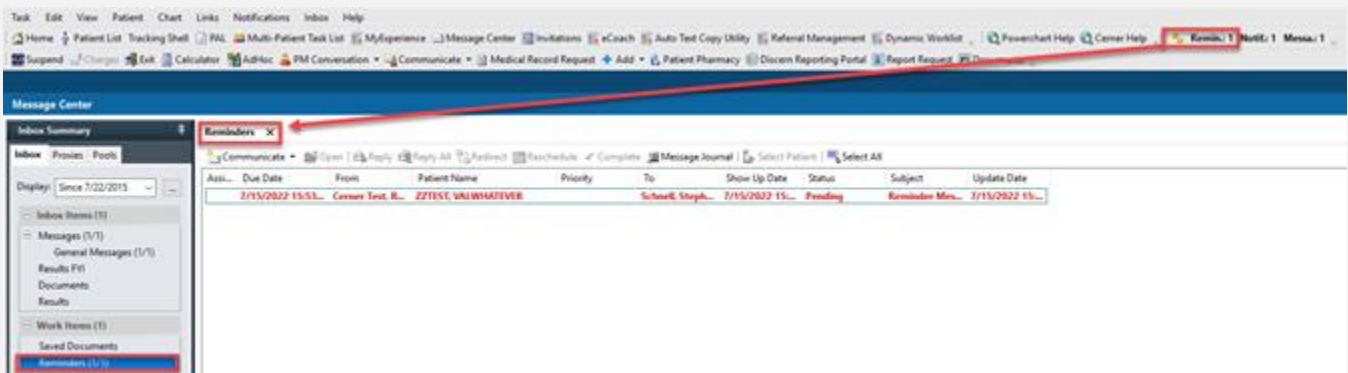 Task Edit View Patient Chart Links Notifications Inbox Help
Home Patient List Tracking Shell PAL Multi-Patient Task List MyExperience Message Center Invitations eCoach Auto Text Copy Utility Referral Management Dynamic Worklist Powerchart Help Cerner Help Remin.: 1 Notifi.: 1 Messa.: 1
Suspend Charges Exit Calculator AdHoc PM Conversation Communicate Medical Record Request Add Patient Pharmacy Discern Reporting Portal Report Request
Message Center
Inbox Summary
Reminders ×
Inbox Proxies Pools
Communicate Open Reply Reply All Redirect Reschedule Complete Message Journal Select Patient Select All
Display: Since 7/22/2015 ...
Assi... Due Date From Patient Name Priority To Show Up Date Status Subject Update Date
7/15/2022 15:53... Cerner Test, R... ZZTEST, VALWHATEVER Schnell, Steph... 7/15/2022 15:... Pending Reminder Mes... 7/15/2022 15:...
Inbox Items (1)
Messages (1/1)
General Messages (1/1)
Results FYI
Documents
Results
Work Items (1)
Saved Documents
Reminders (1/1)